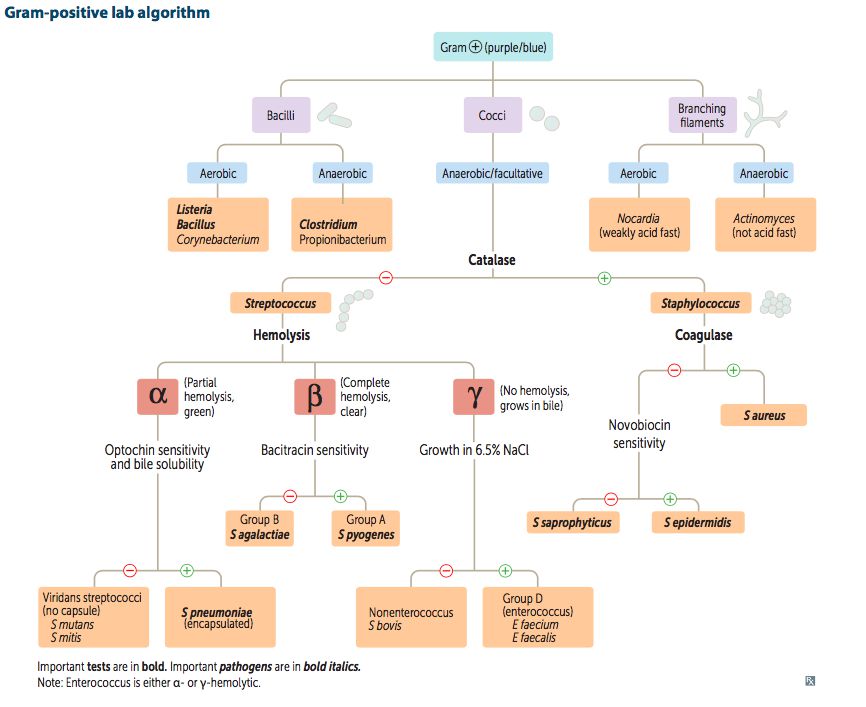 Gram-positive lab algorithm
Gram ⊕ (purple/blue)
Bacilli
Cocci
Branching
filaments
Aerobic
Anaerobic
Anaerobic/facultative
Aerobic
Anaerobic
Listeria
Bacillus
Corynebacterium
Clostridium
Propionibacterium
Nocardia
(weakly acid fast)
Actinomyces
(not acid fast)
Catalase
−
+
Streptococcus
Staphylococcus
Hemolysis
Coagulase
α
(Partial
hemolysis,
green)
β
(Complete
hemolysis,
clear)
γ
(No hemolysis,
grows in bile)
−
+
S aureus
Optochin sensitivity
and bile solubility
Bacitracin sensitivity
Growth in 6.5% NaCl
Novobiocin
sensitivity
−
+
Group B
S agalactiae
Group A
S pyogenes
−
+
S saprophyticus
S epidermidis
−
+
Viridans streptococci
(no capsule)
S mutans
S mitis
S pneumoniae
(encapsulated)
−
+
Nonenterococcus
S bovis
Group D
(enterococcus)
E faecium
E faecalis
Important tests are in bold. Important pathogens are in bold italics.
Note: Enterococcus is either α- or γ-hemolytic.
Rx